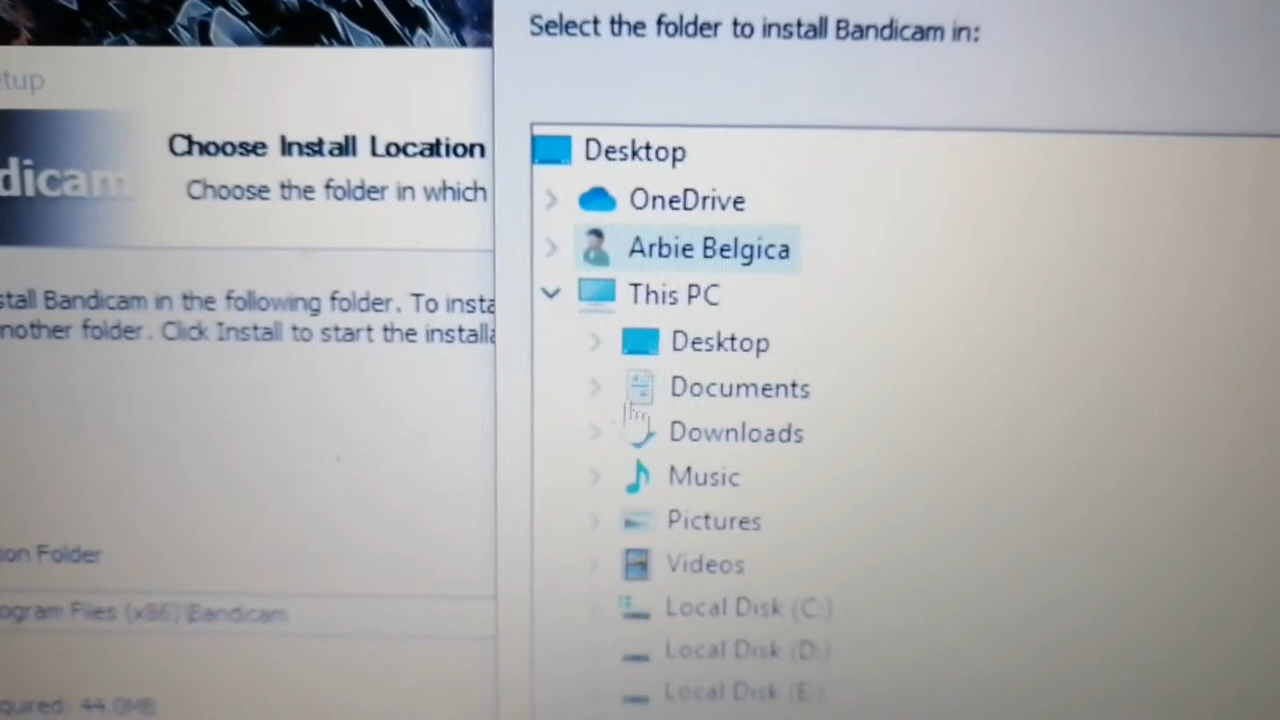 etup
dicam
Choose Install Location
Choose the folder in which
stall Bandicam in the following folder. To insta
nother folder. Click Install to start the installa
on Folder
ogram Files (x86)\Bandicam
quired: 44.0MB
Select the folder to install Bandicam in:
Desktop
OneDrive
Arbie Belgica
This PC
Desktop
Documents
Downloads
Music
Pictures
Videos
Local Disk (C:)
Local Disk (D:)
Local Disk (E:)